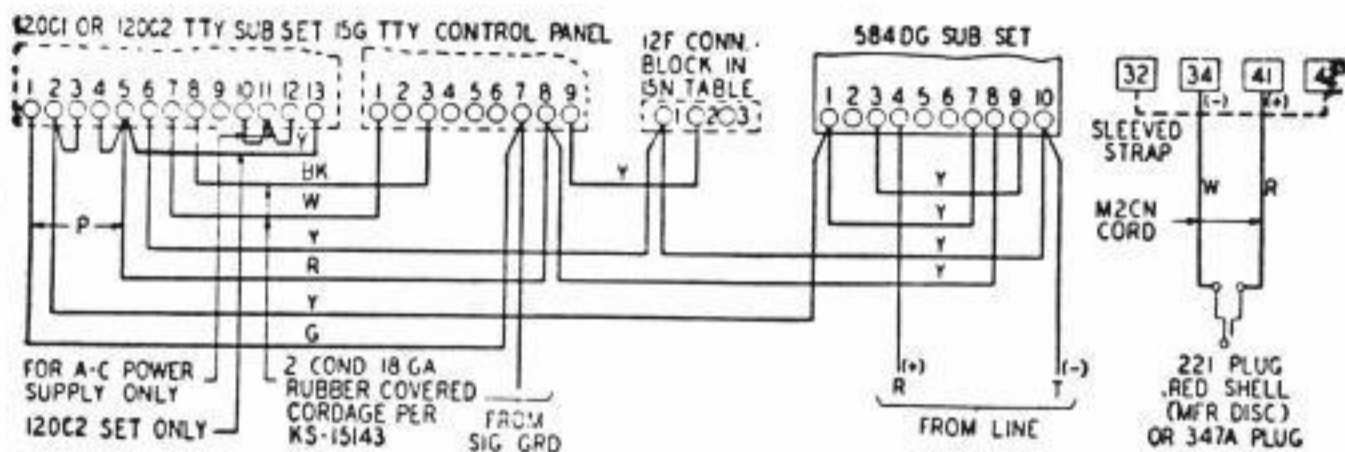 120C1 OR 120C2 TTY SUB SET
15G TTY CONTROL PANEL
12F CONN.
BLOCK IN
15N TABLE
584DG SUB. SET
1 2 3 4 5 6 7 8 9 10 11 12 13
1 2 3 4 5 6 7 8 9
1 2 3
1 2 3 4 5 6 7 8 9 10
32 34 41
(-) (+)
SLEEVED
STRAP
Y
BK
W
Y
R
Y
G
P
Y
Y
Y
Y
Y
W R
M2CN
CORD
FOR A-C POWER
SUPPLY ONLY
120C2 SET ONLY
2 COND 18 GA
RUBBER COVERED
CORDAGE PER
KS-15143
FROM
SIG GRD
(+)
R
(-)
T
FROM LINE
221 PLUG
RED SHELL
(MFR DISC)
OR 347A PLUG